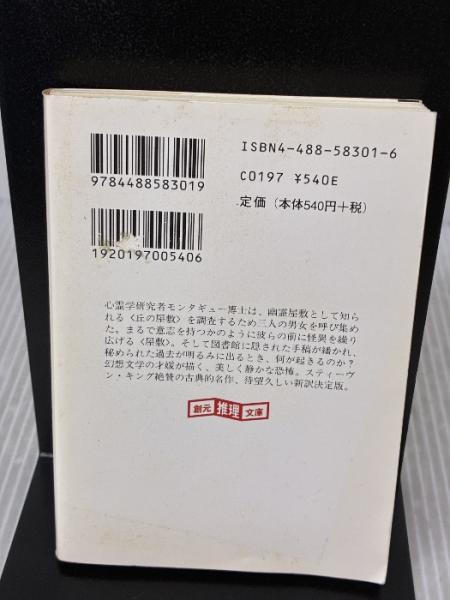 ISBN4-488-58301-6
9784488583019
C0197 ¥540E
定価（本体540円+税）
1920197005406
心霊学研究者モンタギュー博士は、幽霊屋敷として知ら
れる〈丘の屋敷〉を調査するため三人の男女を呼び集め
た。まるで意志を持つかのように彼らの前に怪異を繰り
広げる〈屋敷〉。そして図書館に隠された手稿が繙かれ、
秘められた過去が明るみに出るとき、何が起きるのか？
幻想文学の才媛が描く、美しく静かな恐怖。スティーヴ
ン・キング絶賛の古典的名作、待望久しい新訳決定版。
創元推理文庫